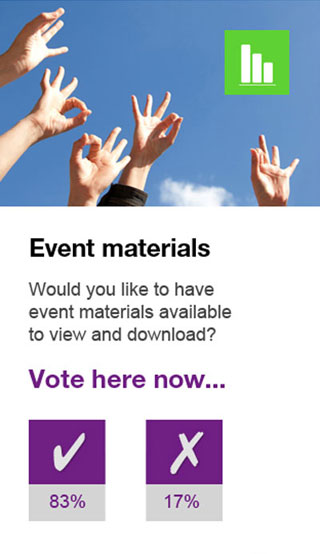 Event materials
Would you like to have
event materials available
to view and download?
Vote here now...
83% 17%